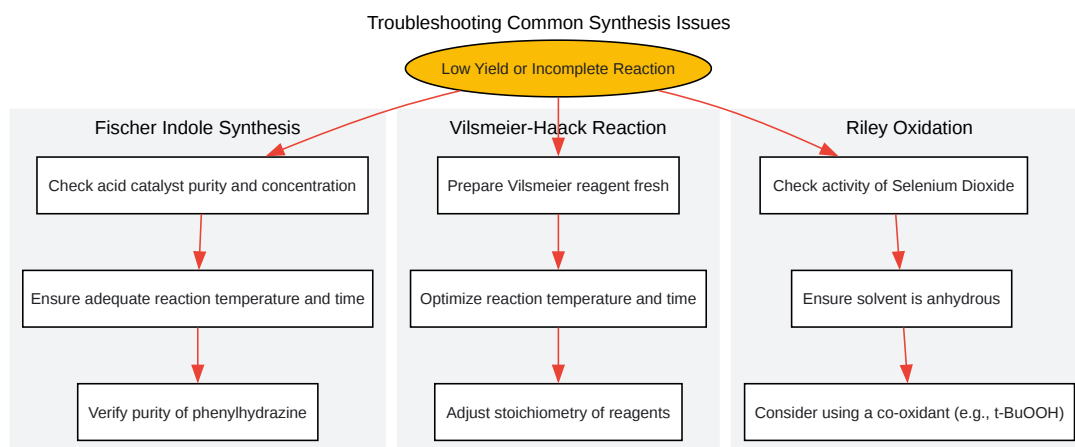 Troubleshooting Common Synthesis Issues
Low Yield or Incomplete Reaction
Fischer Indole Synthesis
Check acid catalyst purity and concentration
Ensure adequate reaction temperature and time
Verify purity of phenylhydrazine
Vilsmeier-Haack Reaction
Prepare Vilsmeier reagent fresh
Optimize reaction temperature and time
Adjust stoichiometry of reagents
Riley Oxidation
Check activity of Selenium Dioxide
Ensure solvent is anhydrous
Consider using a co-oxidant (e.g., t-BuOOH)